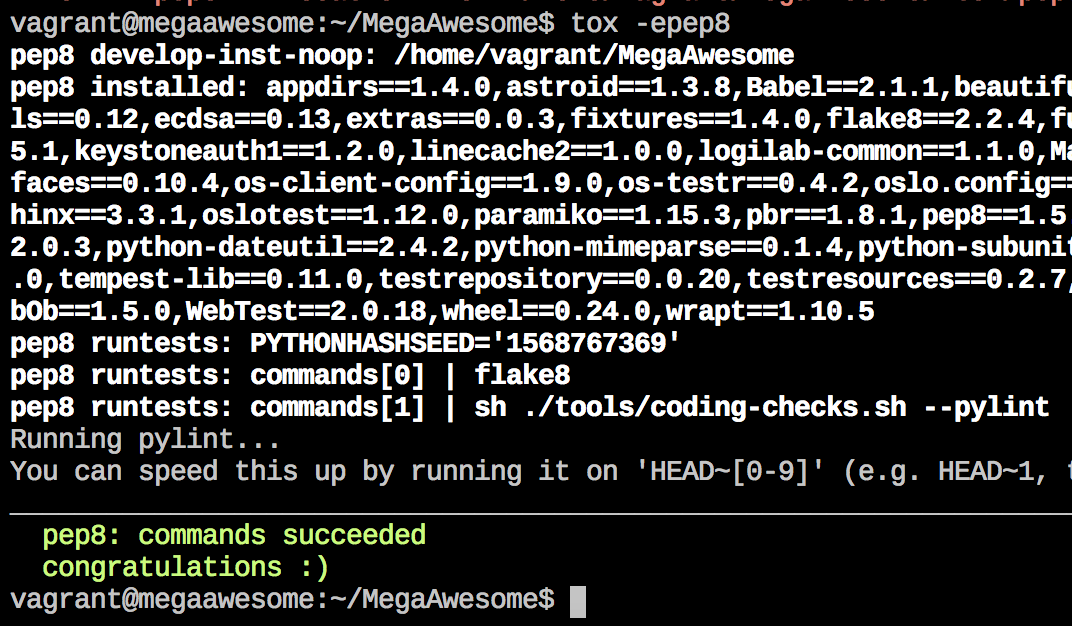 vagrant@megaawesome:~/MegaAwesome$ tox -epep8
pep8 develop-inst-noop: /home/vagrant/MegaAwesome
pep8 installed: appdirs==1.4.0,astroid==1.3.8,Babel==2.1.1,beautifu
ls==0.12,ecdsa==0.13,extras==0.0.3,fixtures==1.4.0,flake8==2.2.4,fu
5.1,keystoneauth1==1.2.0,linecache2==1.0.0,logilab-common==1.1.0,Ma
faces==0.10.4,os-client-config==1.9.0,os-testr==0.4.2,oslo.config==
hinx==3.3.1,oslotest==1.12.0,paramiko==1.15.3,pbr==1.8.1,pep8==1.5
2.0.3,python-dateutil==2.4.2,python-mimeparse==0.1.4,python-subunit
.0,tempest-lib==0.11.0,testrepository==0.0.20,testresources==0.2.7,
bOb==1.5.0,WebTest==2.0.18,wheel==0.24.0,wrapt==1.10.5
pep8 runtests: PYTHONHASHSEED='1568767369'
pep8 runtests: commands[0] | flake8
pep8 runtests: commands[1] | sh ./tools/coding-checks.sh --pylint
Running pylint...
You can speed this up by running it on 'HEAD~[0-9]' (e.g. HEAD~1,
pep8: commands succeeded
congratulations :)
vagrant@megaawesome:~/MegaAwesome$